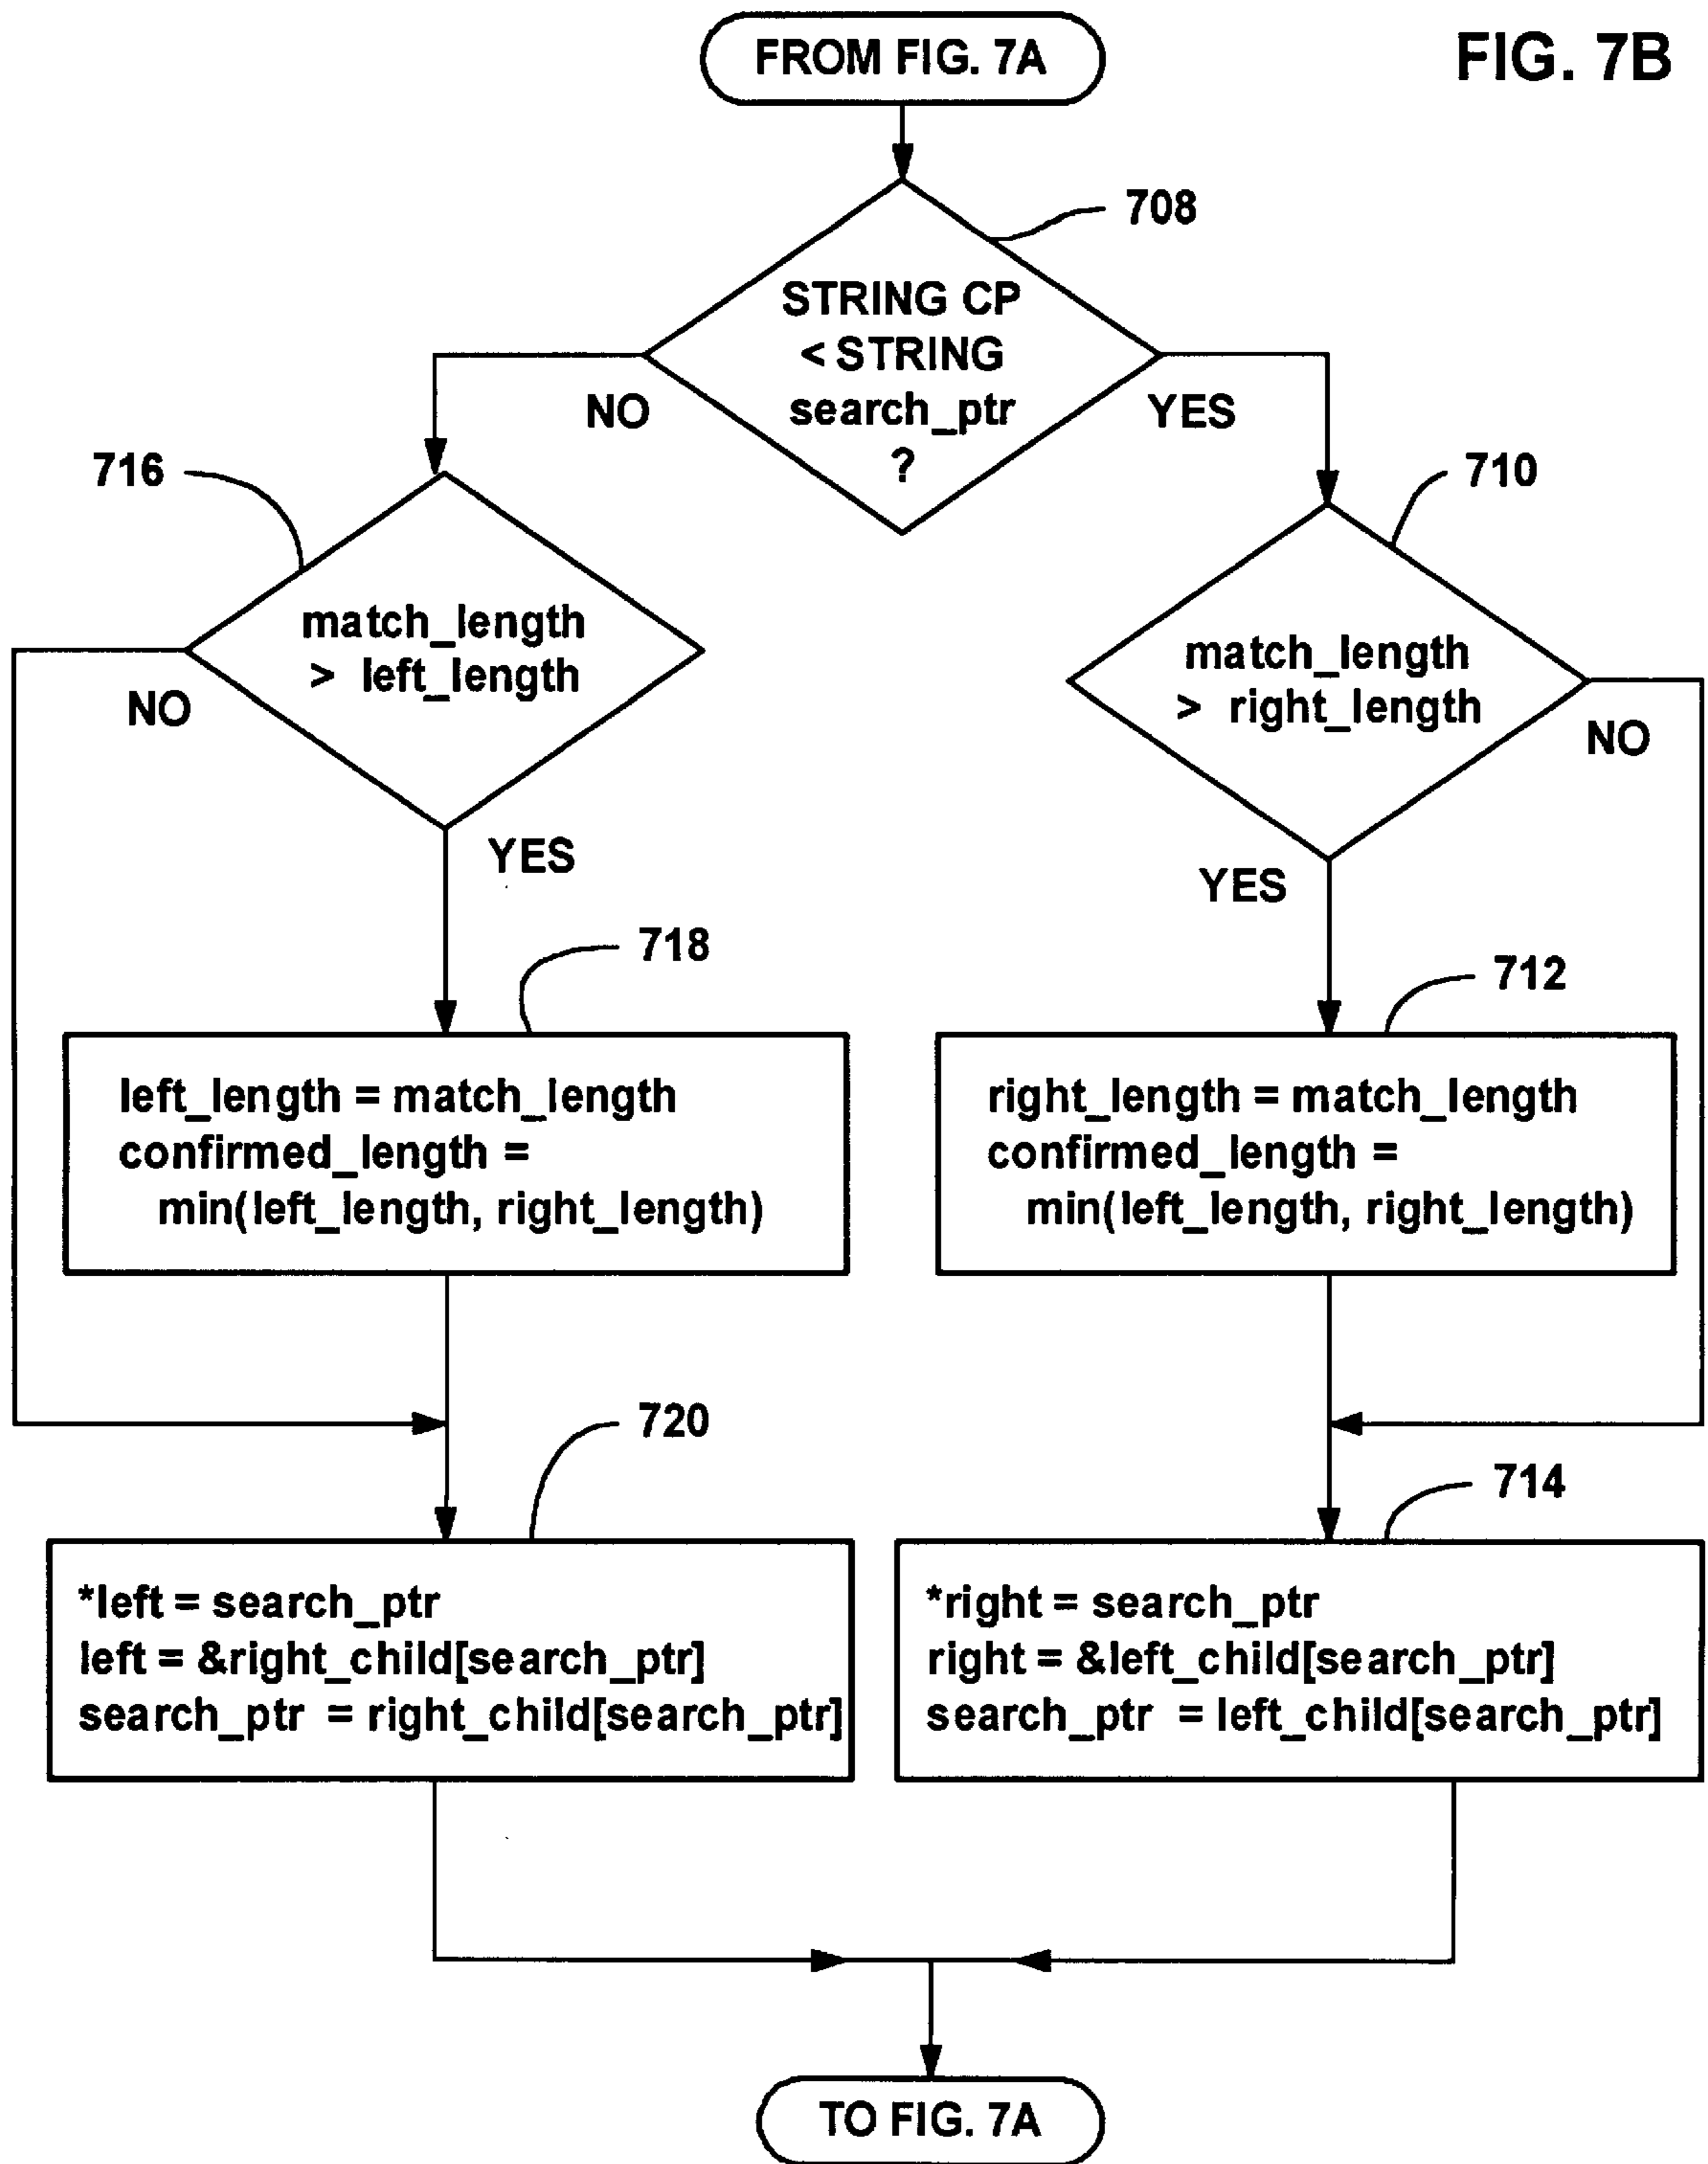 FROM FIG. 7A
FIG. 7B
708
STRING CP
< STRING
search_ptr
?
NO
YES
716
710
match_length
> left_length
match_length
> right_length
NO
NO
YES
YES
718
712
left_length = match_length
confirmed_length =
min(left_length, right_length)
right_length = match_length
confirmed_length =
min(left_length, right_length)
720
714
*left = search_ptr
left = &right_child[search_ptr]
search_ptr = right_child[search_ptr]
*right = search_ptr
right = &left_child[search_ptr]
search_ptr = left_child[search_ptr]
TO FIG. 7A